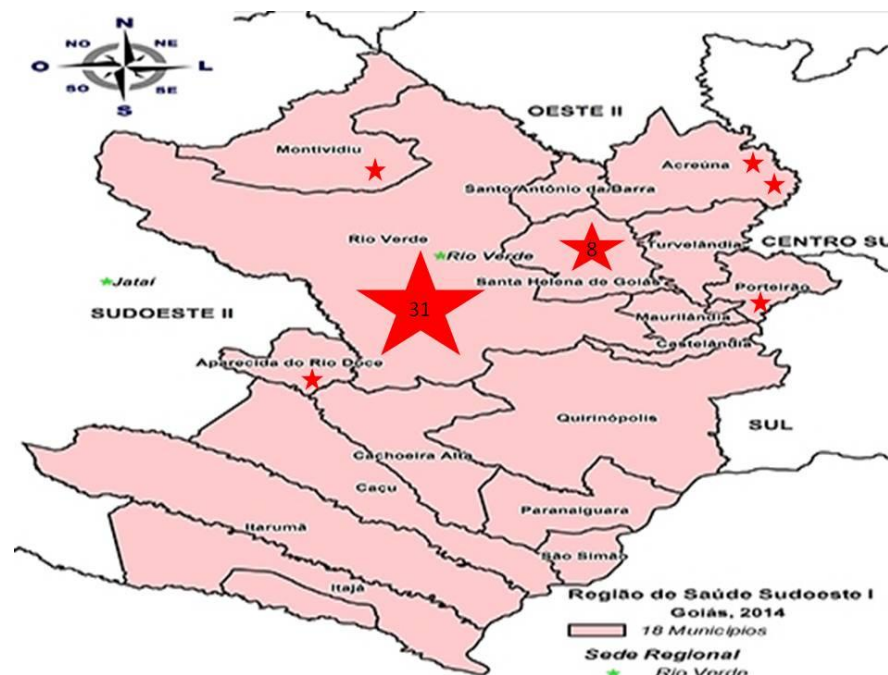 N
NO NE
O L
SO SE
S
OESTE II
Montividiu
Acreúna
Santo Antônio da Barra
Rio Verde
Rio Verde
8
Turvelândia
CENTRO SU
Jataí
Santa Helena de Goiás
Porteirão
31
SUDOESTE II
Maurilândia
Castelândia
Aparecida do Rio Doce
Quirinópolis
SUL
Cachoeira Alta
Caçu
Paranaiguara
Itarumã
São Simão
Itajá
Região de Saúde Sudoeste I
Goiás, 2014
18 Municípios
Sede Regional
Rio Verde